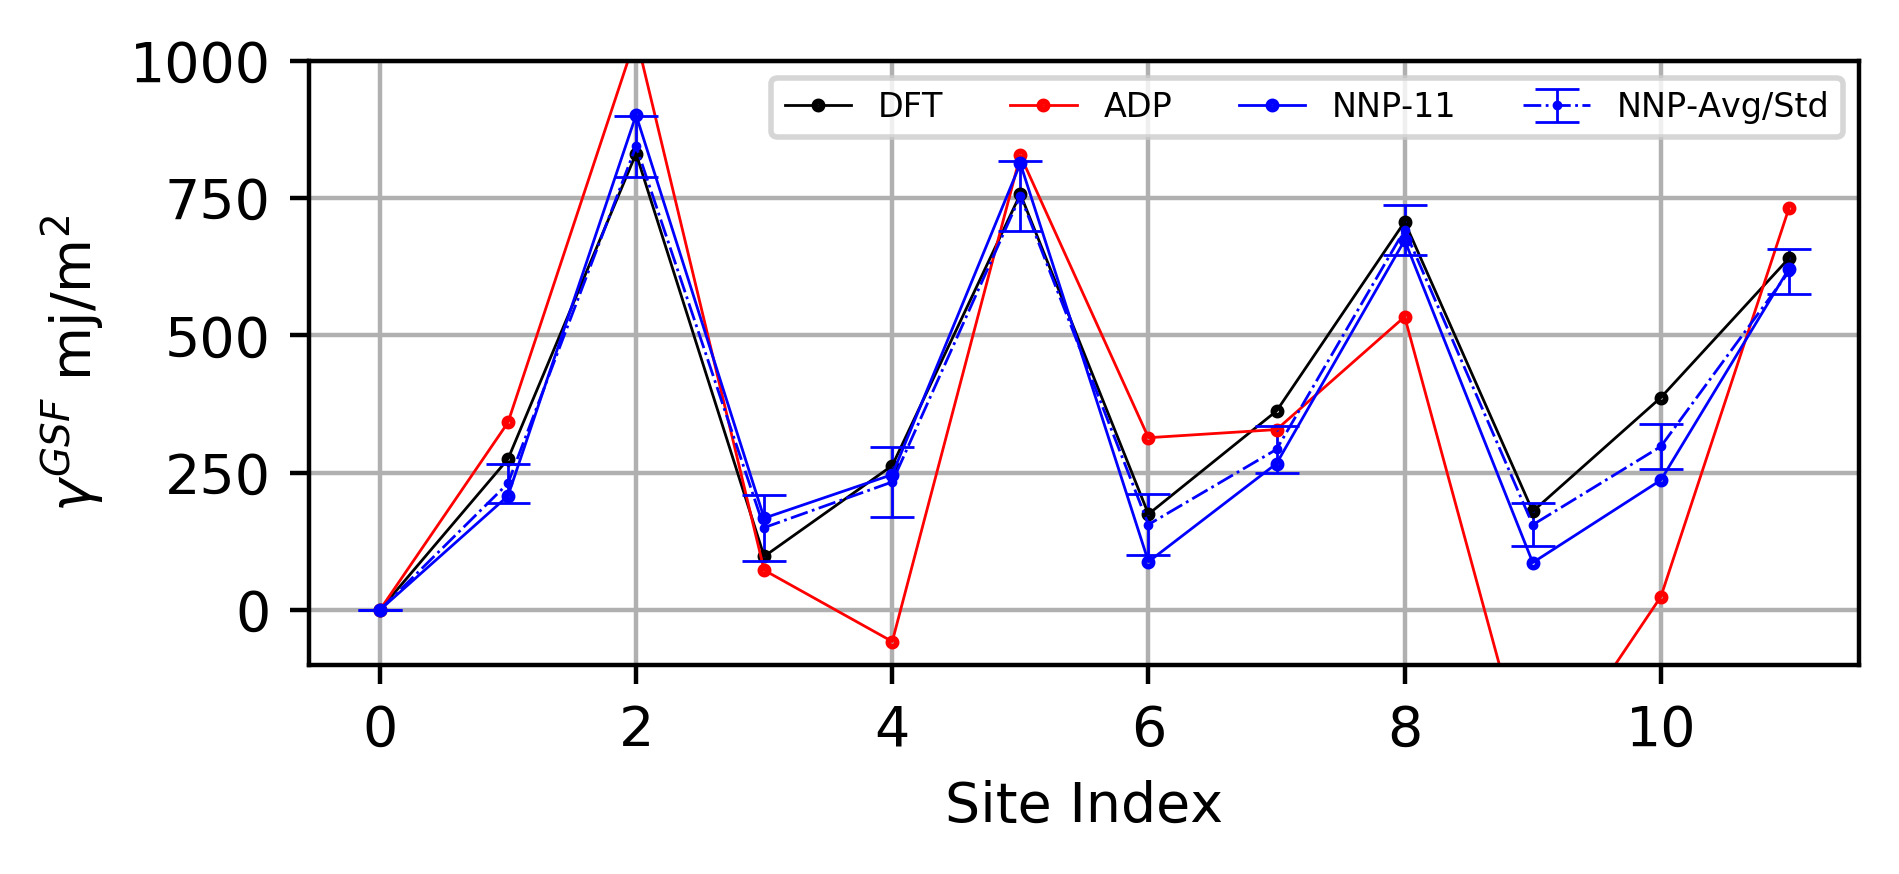 1000
750
500
250
0
γ^GSF mj/m²
DFT
ADP
NNP-11
NNP-Avg/Std
0 2 4 6 8 10
Site Index